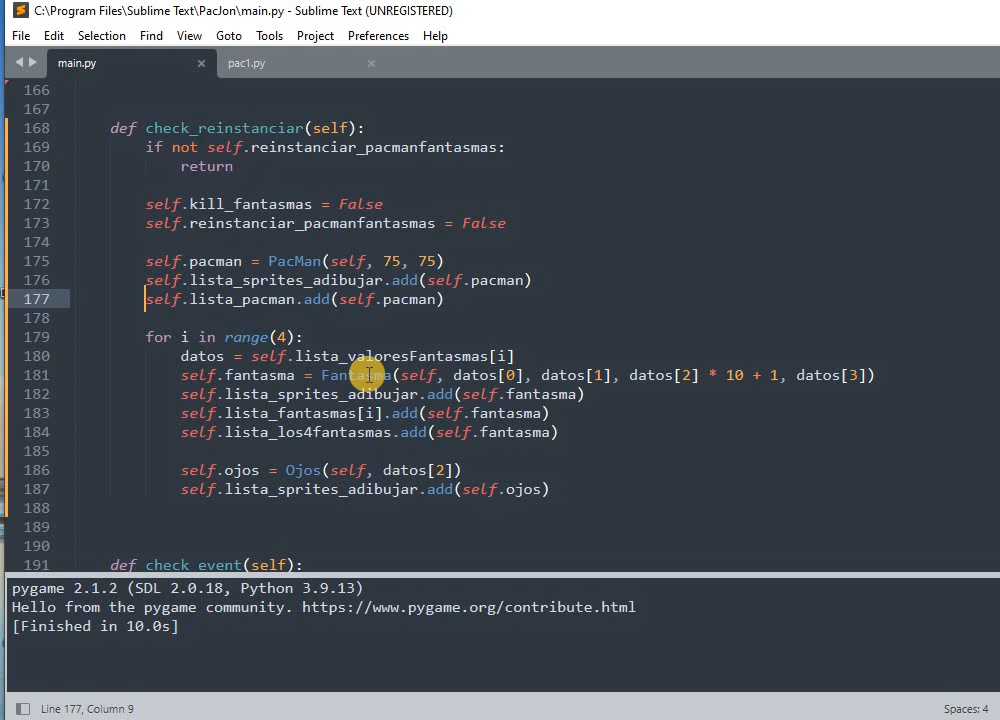 C:\Program Files\Sublime Text\PacJon\main.py - Sublime Text (UNREGISTERED)
File Edit Selection Find View Goto Tools Project Preferences Help
main.py × pac1.py ×
166
167
168 def check_reinstanciar(self):
169 if not self.reinstanciar_pacmanfantasmas:
170 return
171
172 self.kill_fantasmas = False
173 self.reinstanciar_pacmanfantasmas = False
174
175 self.pacman = PacMan(self, 75, 75)
176 self.lista_sprites_adibujar.add(self.pacman)
177 self.lista_pacman.add(self.pacman)
178
179 for i in range(4):
180 datos = self.lista_valoresFantasmas[i]
181 self.fantasma = Fantasma(self, datos[0], datos[1], datos[2] * 10 + 1, datos[3])
182 self.lista_sprites_adibujar.add(self.fantasma)
183 self.lista_fantasmas[i].add(self.fantasma)
184 self.lista_los4fantasmas.add(self.fantasma)
185
186 self.ojos = Ojos(self, datos[2])
187 self.lista_sprites_adibujar.add(self.ojos)
188
189
190
191 def check_event(self):
pygame 2.1.2 (SDL 2.0.18, Python 3.9.13)
Hello from the pygame community. https://www.pygame.org/contribute.html
[Finished in 10.0s]
Line 177, Column 9 Spaces: 4